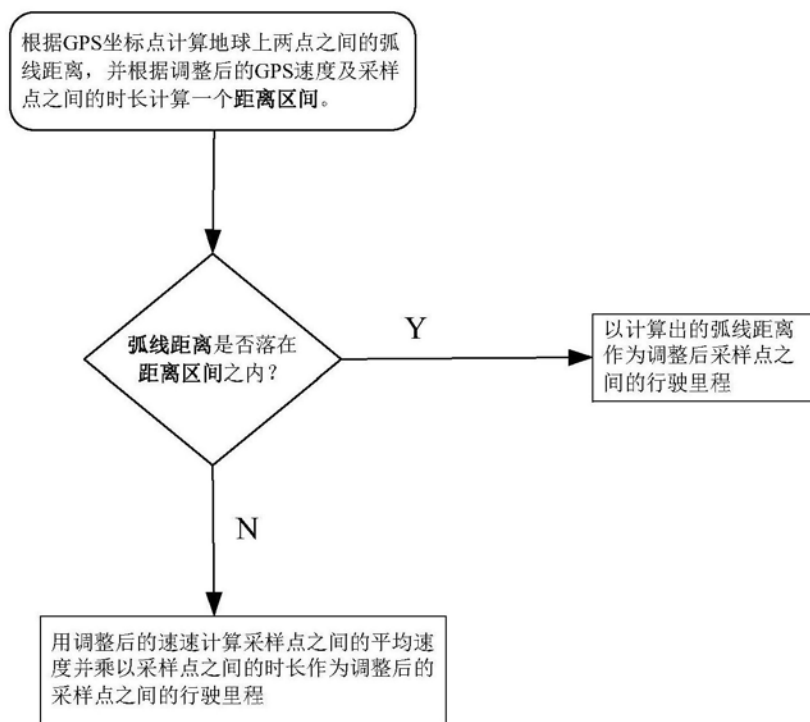 根据GPS坐标点计算地球上两点之间的弧
线距离，并根据调整后的GPS速度及采样
点之间的时长计算一个距离区间。
弧线距离是否落在
距离区间之内？
Y
以计算出的弧线距离
作为调整后采样点之
间的行驶里程
N
用调整后的速速计算采样点之间的平均速
度并乘以采样点之间的时长作为调整后的
采样点之间的行驶里程